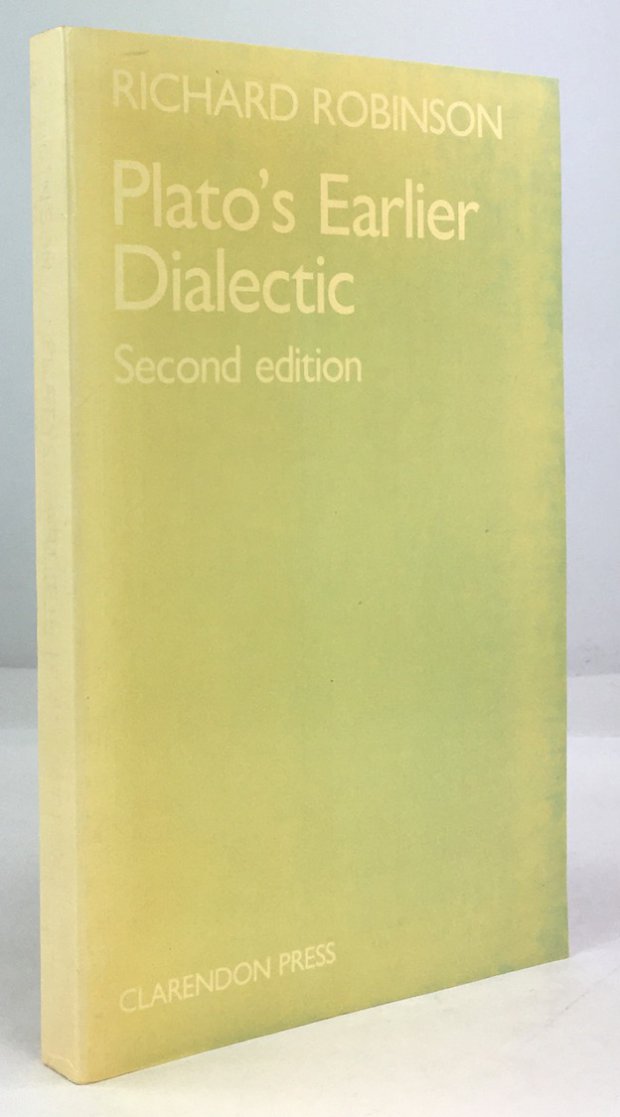 RICHARD ROBINSON
Plato's Earlier
Dialectic
Second edition
CLARENDON PRESS